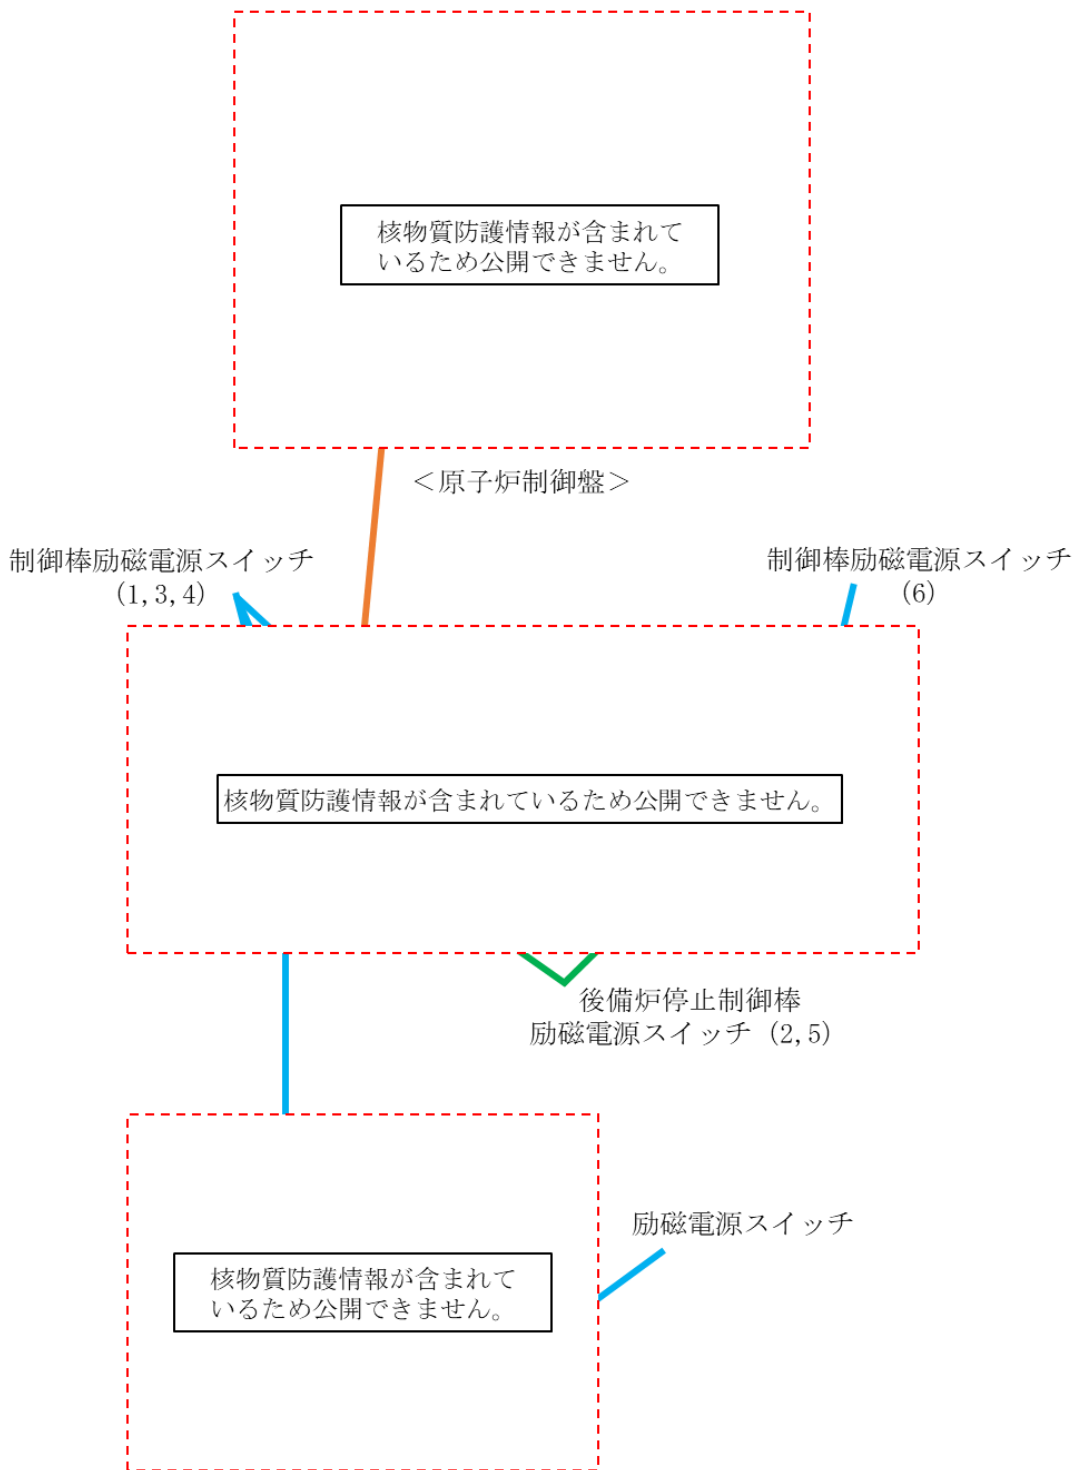 核物質防護情報が含まれて
いるため公開できません。
＜原子炉制御盤＞
制御棒励磁電源スイッチ
(1, 3, 4)
制御棒励磁電源スイッチ
(6)
核物質防護情報が含まれているため公開できません。
後備炉停止制御棒
励磁電源スイッチ (2, 5)
励磁電源スイッチ
核物質防護情報が含まれて
いるため公開できません。